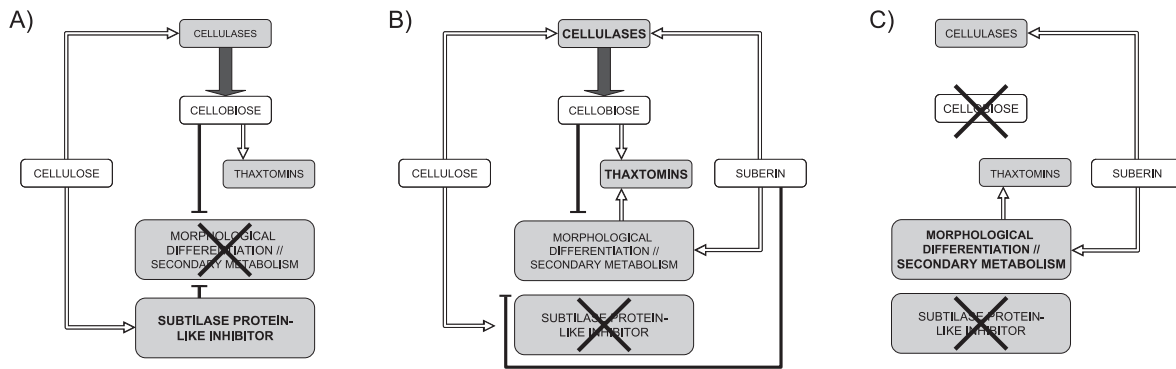 A)
CELLULASES
CELLOBIOSE
CELLULOSE
THAXTOMINS
MORPHOLOGICAL
DIFFERENTIATION //
SECONDARY METABOLISM
SUBTILASE PROTEIN-
LIKE INHIBITOR
B)
CELLULASES
CELLOBIOSE
CELLULOSE
THAXTOMINS
SUBERIN
MORPHOLOGICAL
DIFFERENTIATION //
SECONDARY METABOLISM
SUBTILASE PROTEIN-
LIKE INHIBITOR
C)
CELLULASES
CELLOBIOSE
THAXTOMINS
SUBERIN
MORPHOLOGICAL
DIFFERENTIATION //
SECONDARY METABOLISM
SUBTILASE PROTEIN-
LIKE INHIBITOR